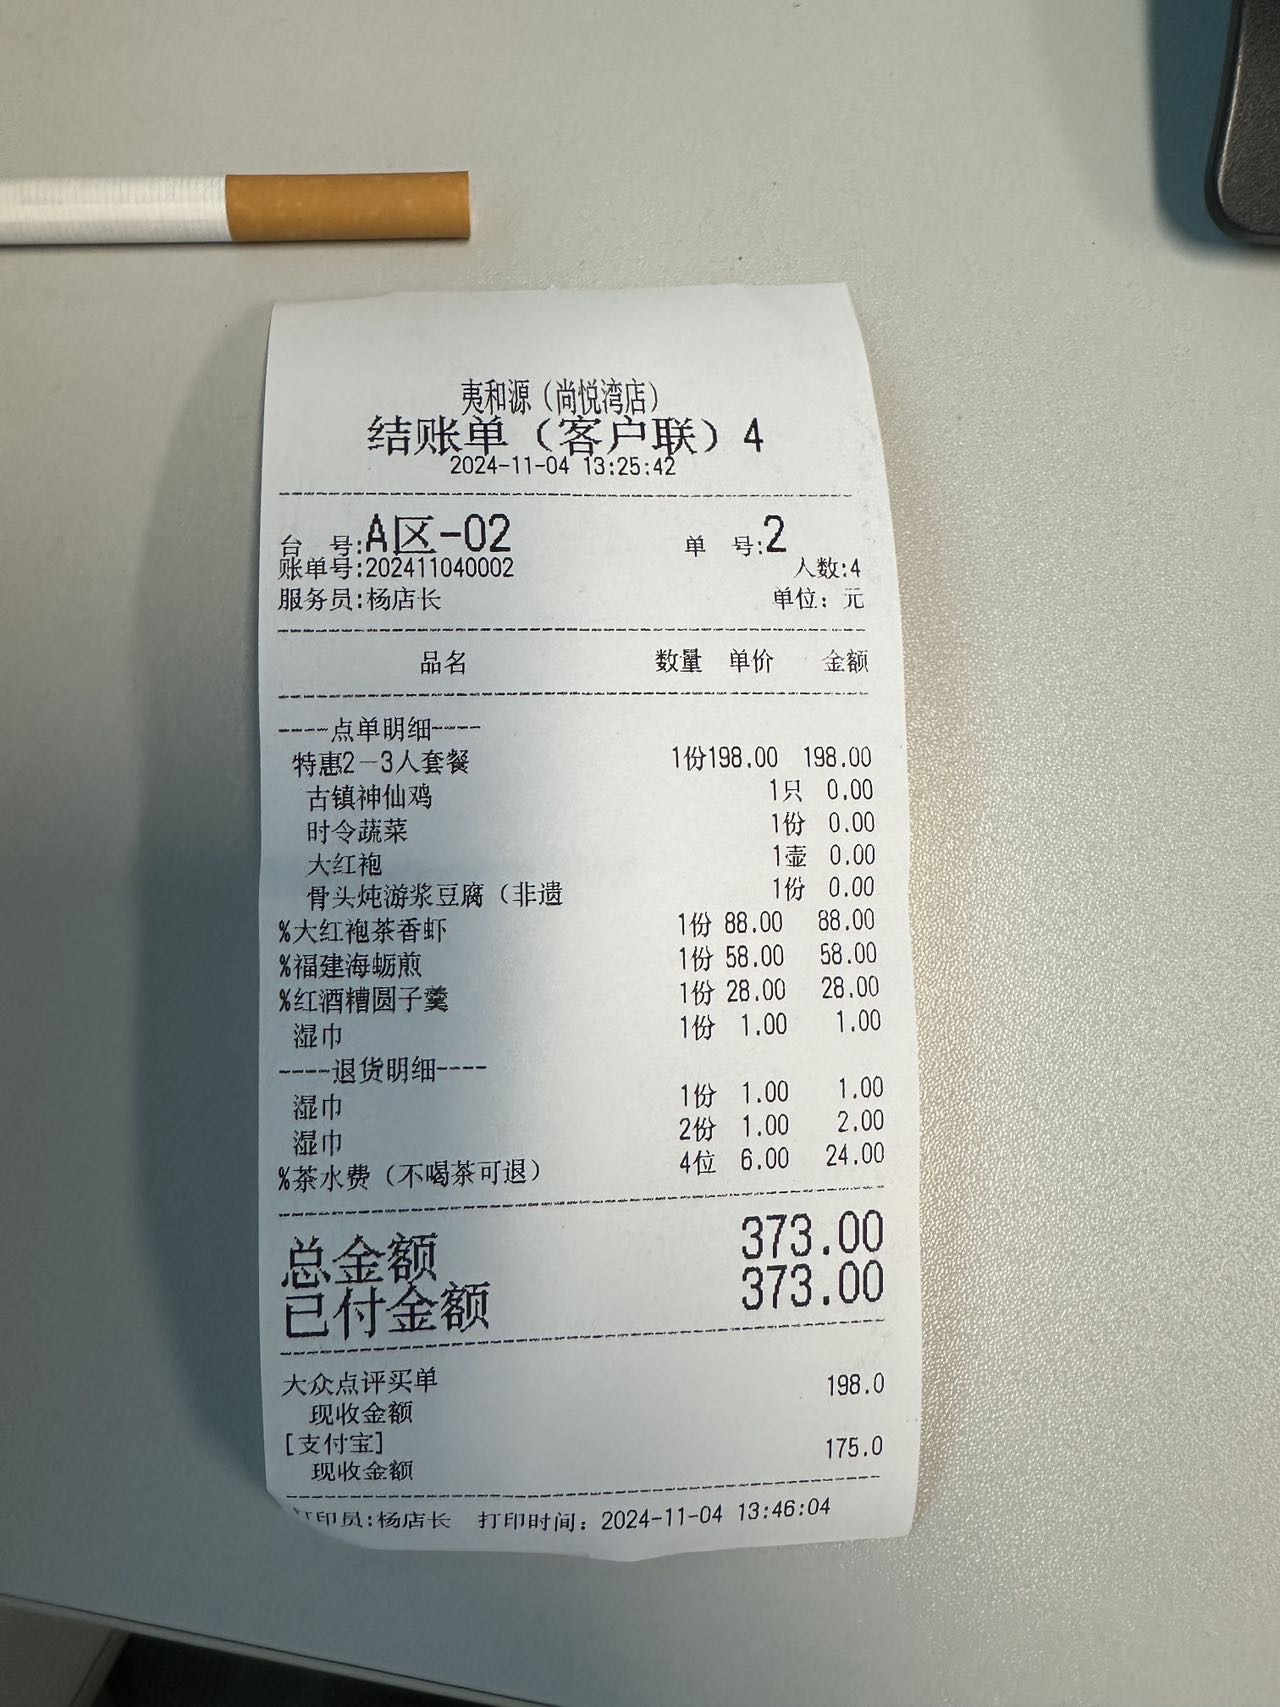 夷和源（尚悦湾店）
结账单（客户联）4
2024-11-04 13:25:42
台 号:A区-02 单 号:2
账单号:202411040002 人数:4
服务员:杨店长 单位：元
品名 数量 单价 金额
----点单明细----
特惠2-3人套餐 1份198.00 198.00
古镇神仙鸡 1只 0.00
时令蔬菜 1份 0.00
大红袍 1壶 0.00
骨头炖游浆豆腐（非遗 1份 0.00
%大红袍茶香虾 1份 88.00 88.00
%福建海蛎煎 1份 58.00 58.00
%红酒糟圆子羹 1份 28.00 28.00
湿巾 1份 1.00 1.00
----退货明细----
湿巾 1份 1.00 1.00
湿巾 2份 1.00 2.00
%茶水费（不喝茶可退） 4位 6.00 24.00
总金额 373.00
已付金额 373.00
大众点评买单 198.0
现收金额
[支付宝] 175.0
现收金额
打印员:杨店长 打印时间：2024-11-04 13:46:04